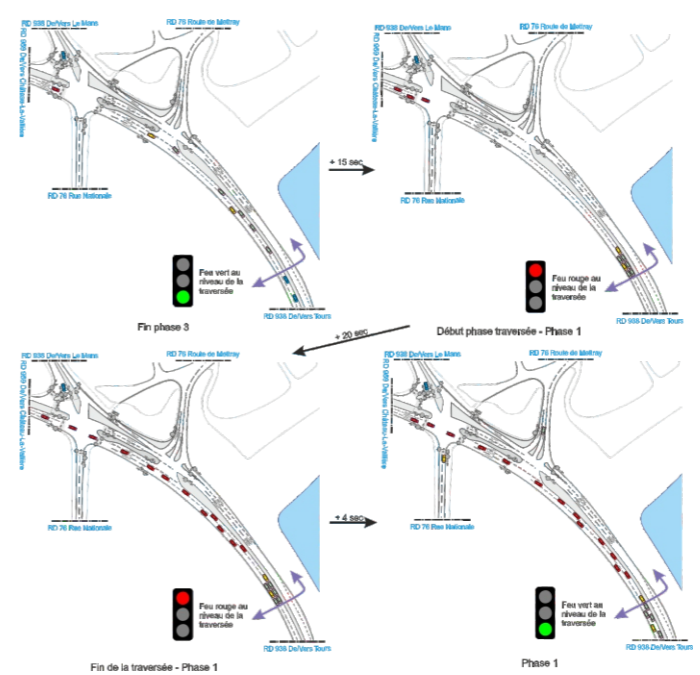 RD 938 De/Vers Le Mans
RD 76 Route de Mettray
RD 959 De/Vers Château-La-Vallière
RD 76 Rue Nationale
Feu vert au
niveau de la
traversée
RD 938 De/Vers Tours
Fin phase 3
+ 15 sec
RD 938 De/Vers Le Mans
RD 76 Route de Mettray
RD 959 De/Vers Château-La-Vallière
RD 76 Rue Nationale
Feu rouge au
niveau de la
traversée
RD 938 De/Vers Tours
Début phase traversée - Phase 1
+ 20 sec
RD 938 De/Vers Le Mans
RD 76 Route de Mettray
RD 959 De/Vers Château-La-Vallière
RD 76 Rue Nationale
Feu rouge au
niveau de la
traversée
RD 938 De/Vers Tours
Fin de la traversée - Phase 1
+ 4 sec
RD 938 De/Vers Le Mans
RD 76 Route de Mettray
RD 959 De/Vers Château-La-Vallière
RD 76 Rue Nationale
Feu vert au
niveau de la
traversée
RD 938 De/Vers Tours
Phase 1